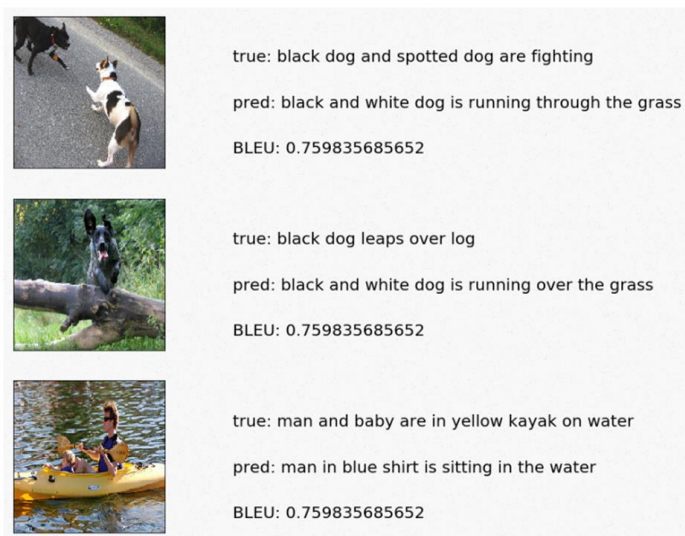 true: black dog and spotted dog are fighting
pred: black and white dog is running through the grass
BLEU: 0.759835685652
true: black dog leaps over log
pred: black and white dog is running over the grass
BLEU: 0.759835685652
true: man and baby are in yellow kayak on water
pred: man in blue shirt is sitting in the water
BLEU: 0.759835685652